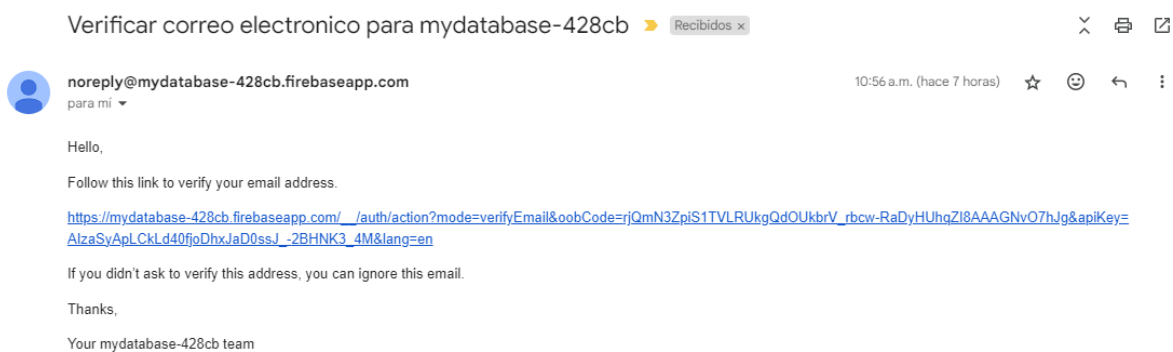 Verificar correo electronico para mydatabase-428cb Recibidos ×
noreply@mydatabase-428cb.firebaseapp.com 10:56 a.m. (hace 7 horas)
para mí
Hello,
Follow this link to verify your email address.
https://mydatabase-428cb.firebaseapp.com/__/auth/action?mode=verifyEmail&oobCode=rjQmN3ZpiS1TVLRUkgQdOUkbrV_rbcw-RaDyHUhqZI8AAAGNvO7hJg&apiKey=
AIzaSyApLCkLd40fjoDhxJaD0ssJ_-2BHNK3_4M&lang=en
If you didn't ask to verify this address, you can ignore this email.
Thanks,
Your mydatabase-428cb team